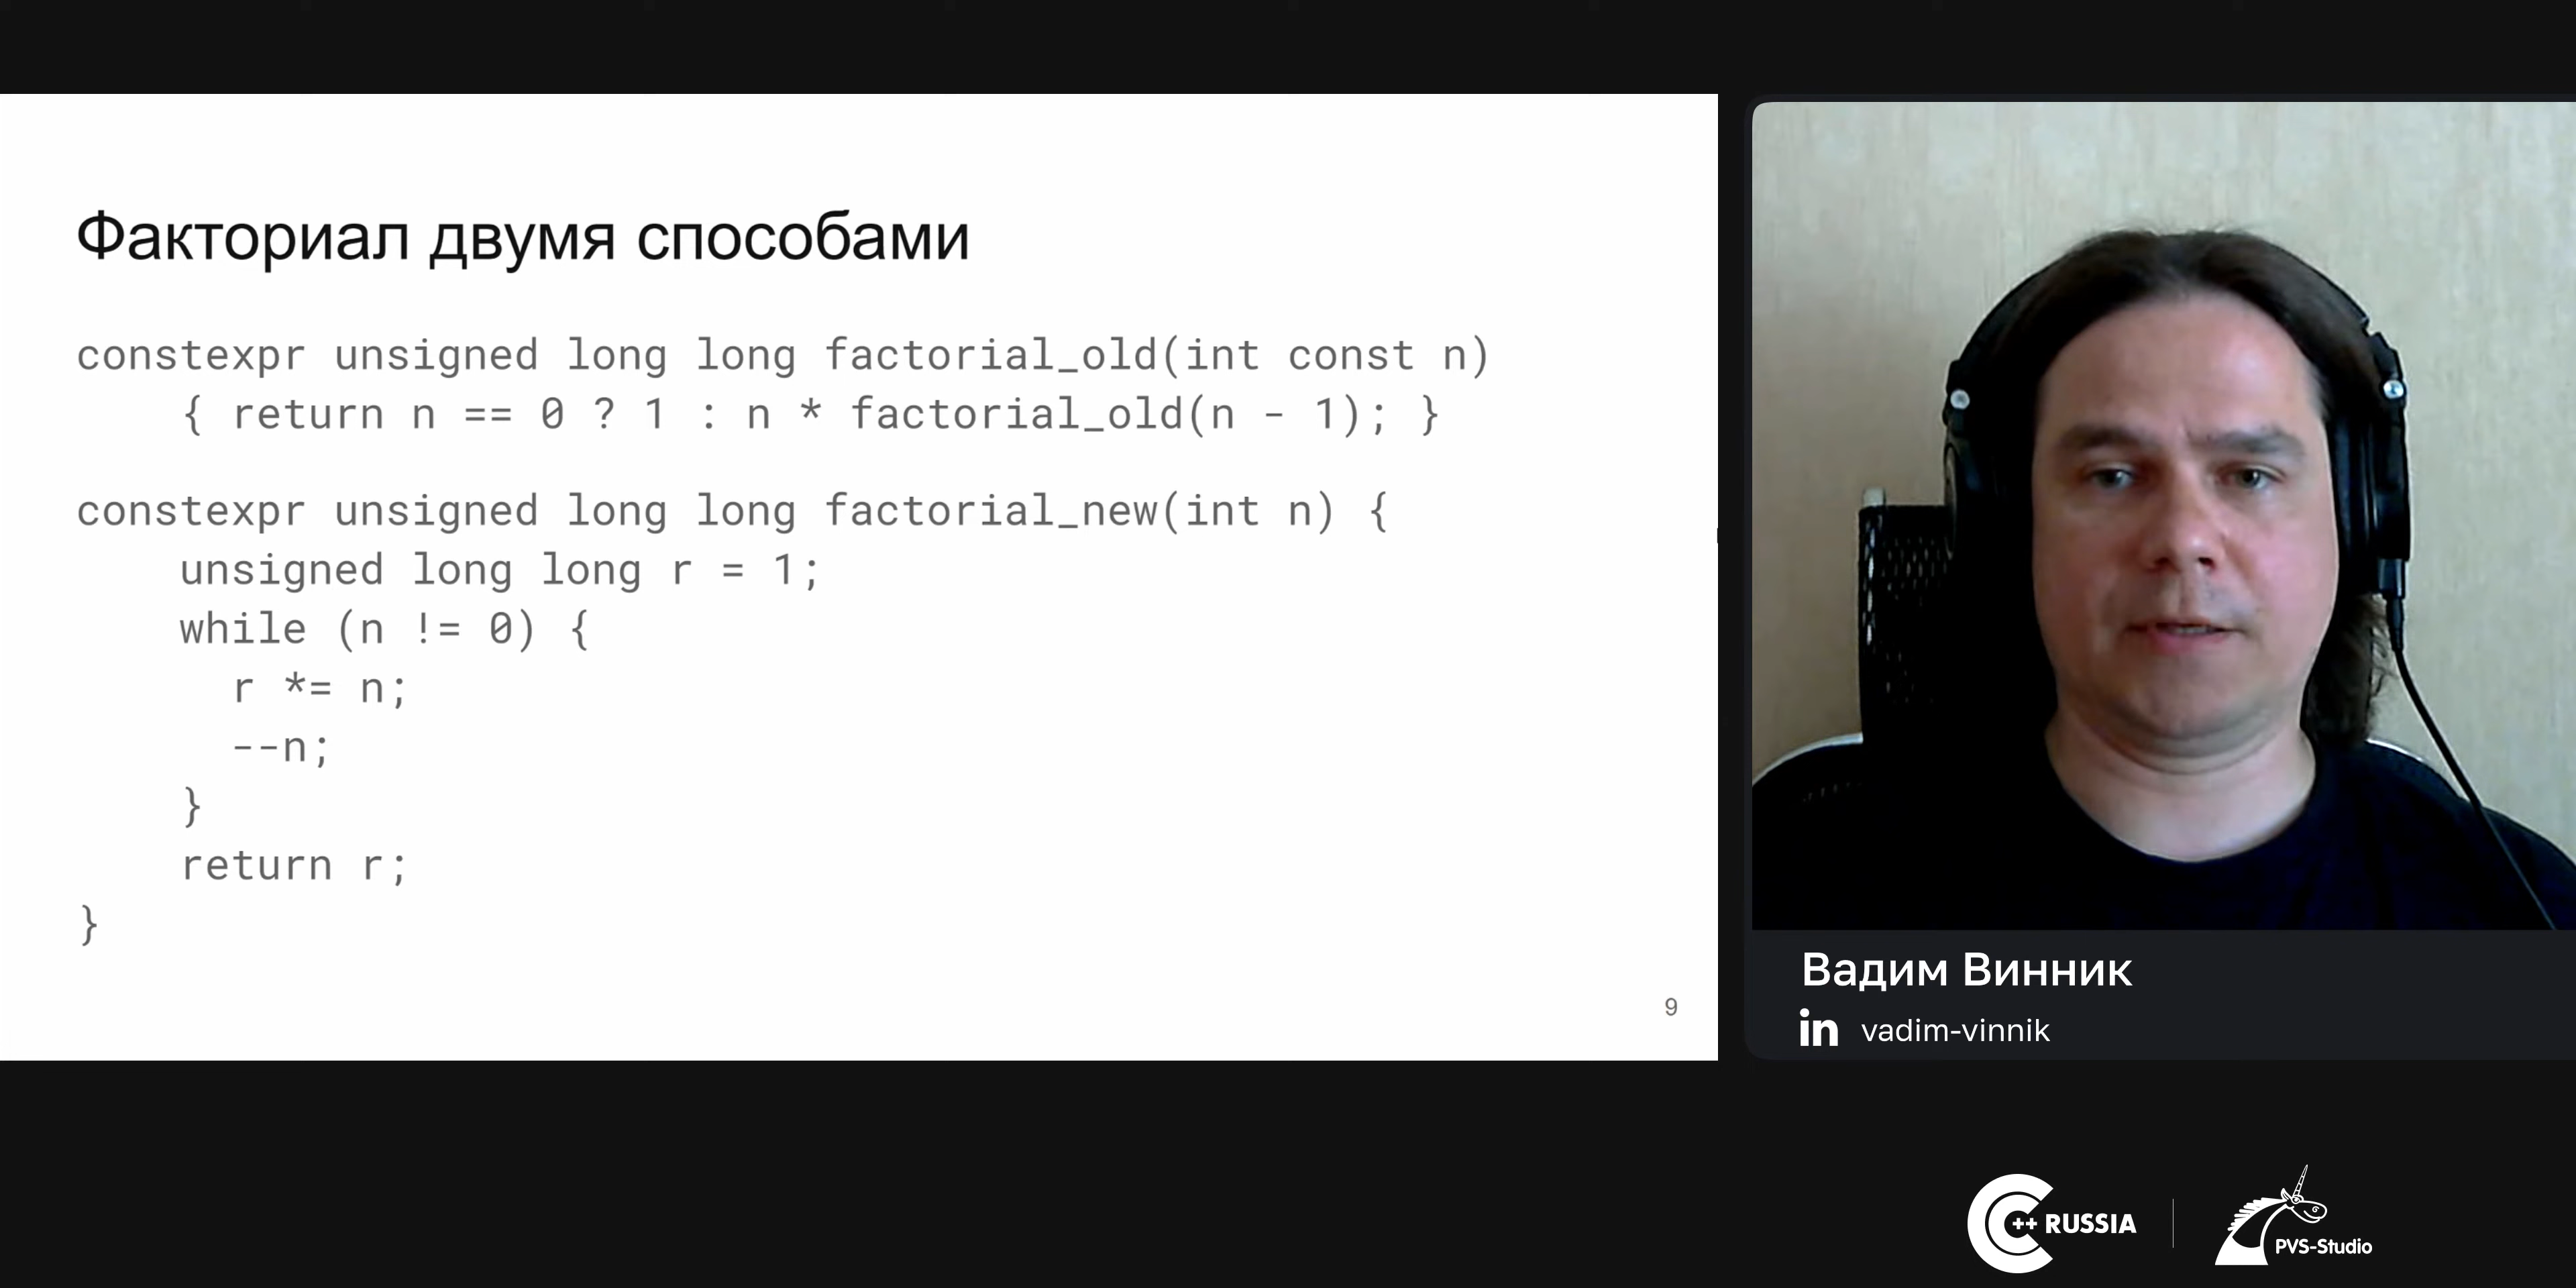 Факториал двумя способами
constexpr unsigned long long factorial_old(int const n)
    { return n == 0 ? 1 : n * factorial_old(n - 1); }
constexpr unsigned long long factorial_new(int n) {
    unsigned long long r = 1;
    while (n != 0) {
      r *= n;
      --n;
    }
    return r;
}
9
Вадим Винник
in vadim-vinnik
C++ RUSSIA
PVS-Studio